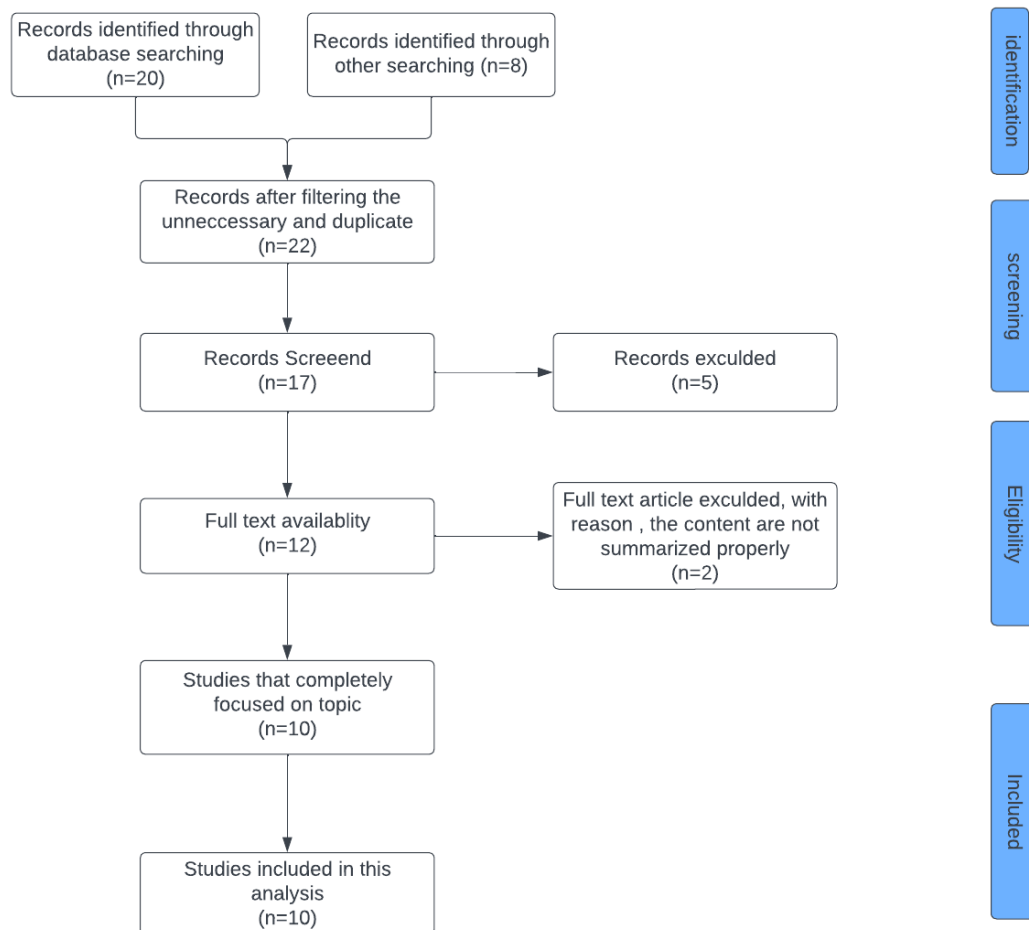 Records identified through
database searching
(n=20)
Records identified through
other searching (n=8)
identification
Records after filtering the
unneccessary and duplicate
(n=22)
screening
Records Screeend
(n=17)
Records exculded
(n=5)
Full text availablity
(n=12)
Full text article exculded, with
reason , the content are not
summarized properly
(n=2)
Eligibility
Studies that completely
focused on topic
(n=10)
Included
Studies included in this
analysis
(n=10)